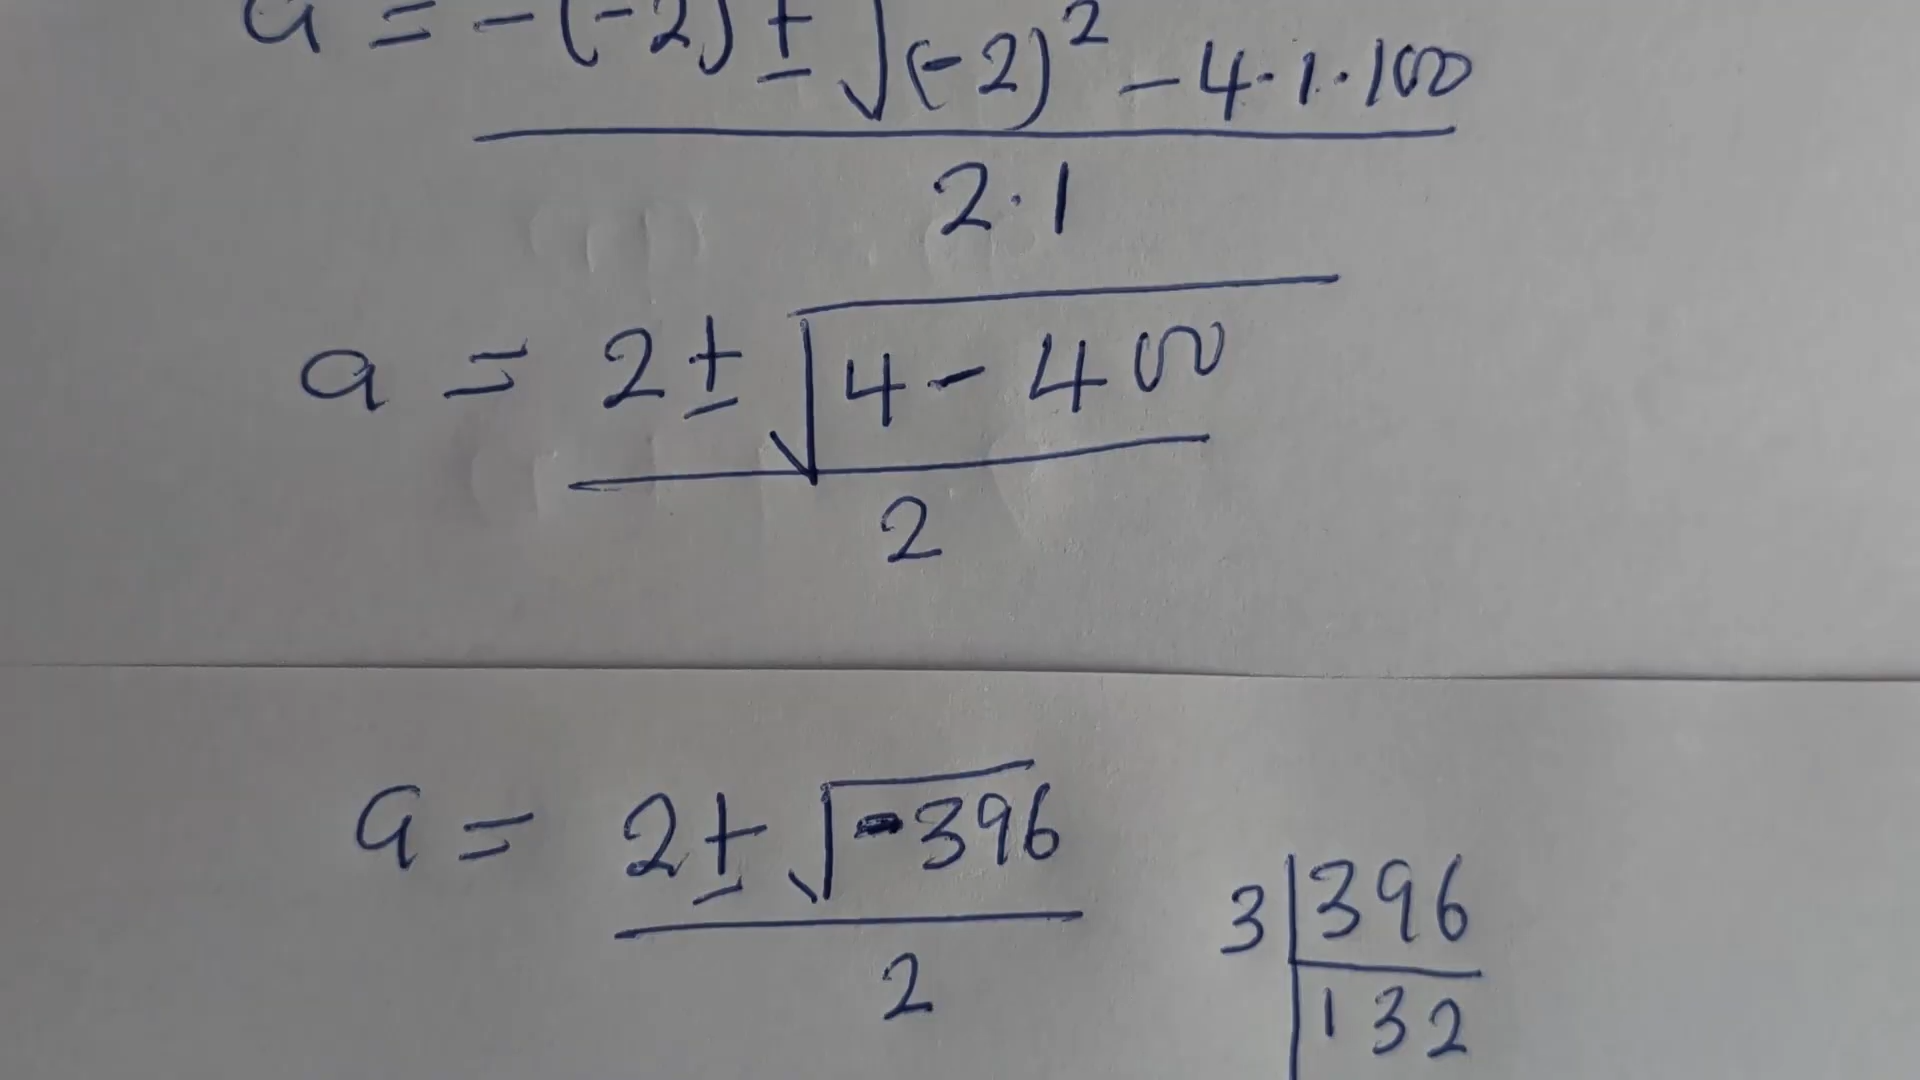 a = -(-2) ± √(-2)² - 4·1·100
2·1
a = 2 ± √4 - 400
2
a = 2 ± √-396
2
3 | 396
132